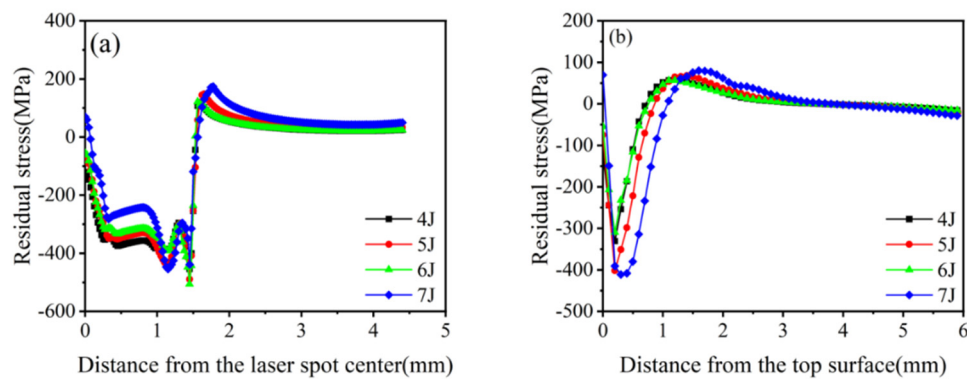 (a)
Residual stress(MPa)
400
200
0
-200
-400
-600
4J
5J
6J
7J
0 1 2 3 4 5
Distance from the laser spot center(mm)
(b)
Residual stress(MPa)
200
100
0
-100
-200
-300
-400
-500
4J
5J
6J
7J
0 1 2 3 4 5 6
Distance from the top surface(mm)